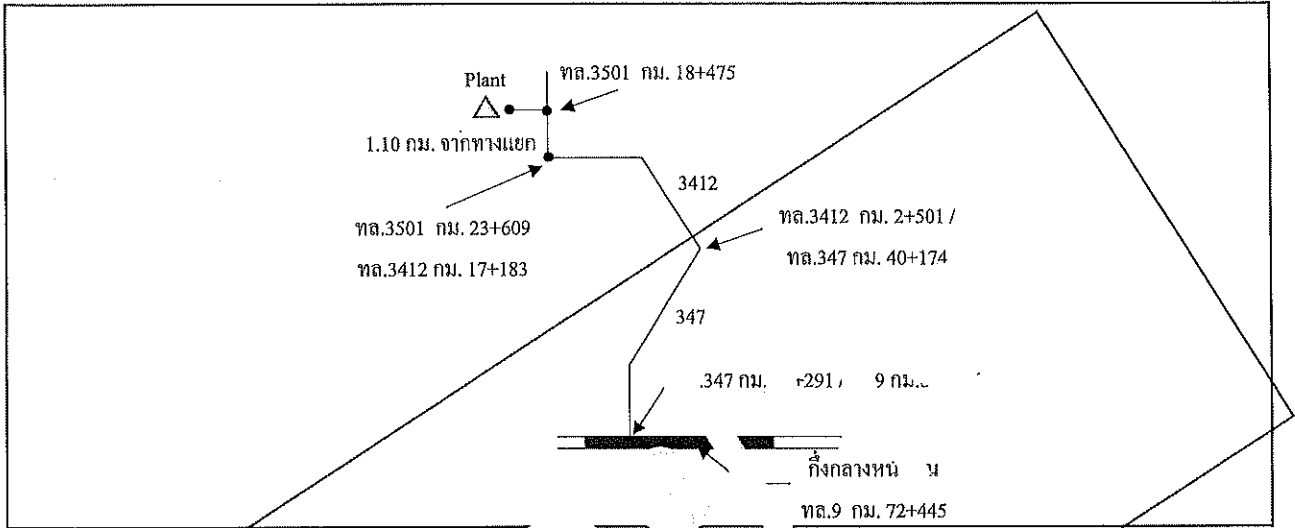 Plant
ทล.3501 กม. 18+475
1.10 กม. จากทางแยก
3412
ทล.3501 กม. 23+609
ทล.3412 กม. 17+183
ทล.3412 กม. 2+501 /
ทล.347 กม. 40+174
347
.347 กม. +291 / 9 กม.
กึ่งกลาง
ทล.9 กม. 72+445